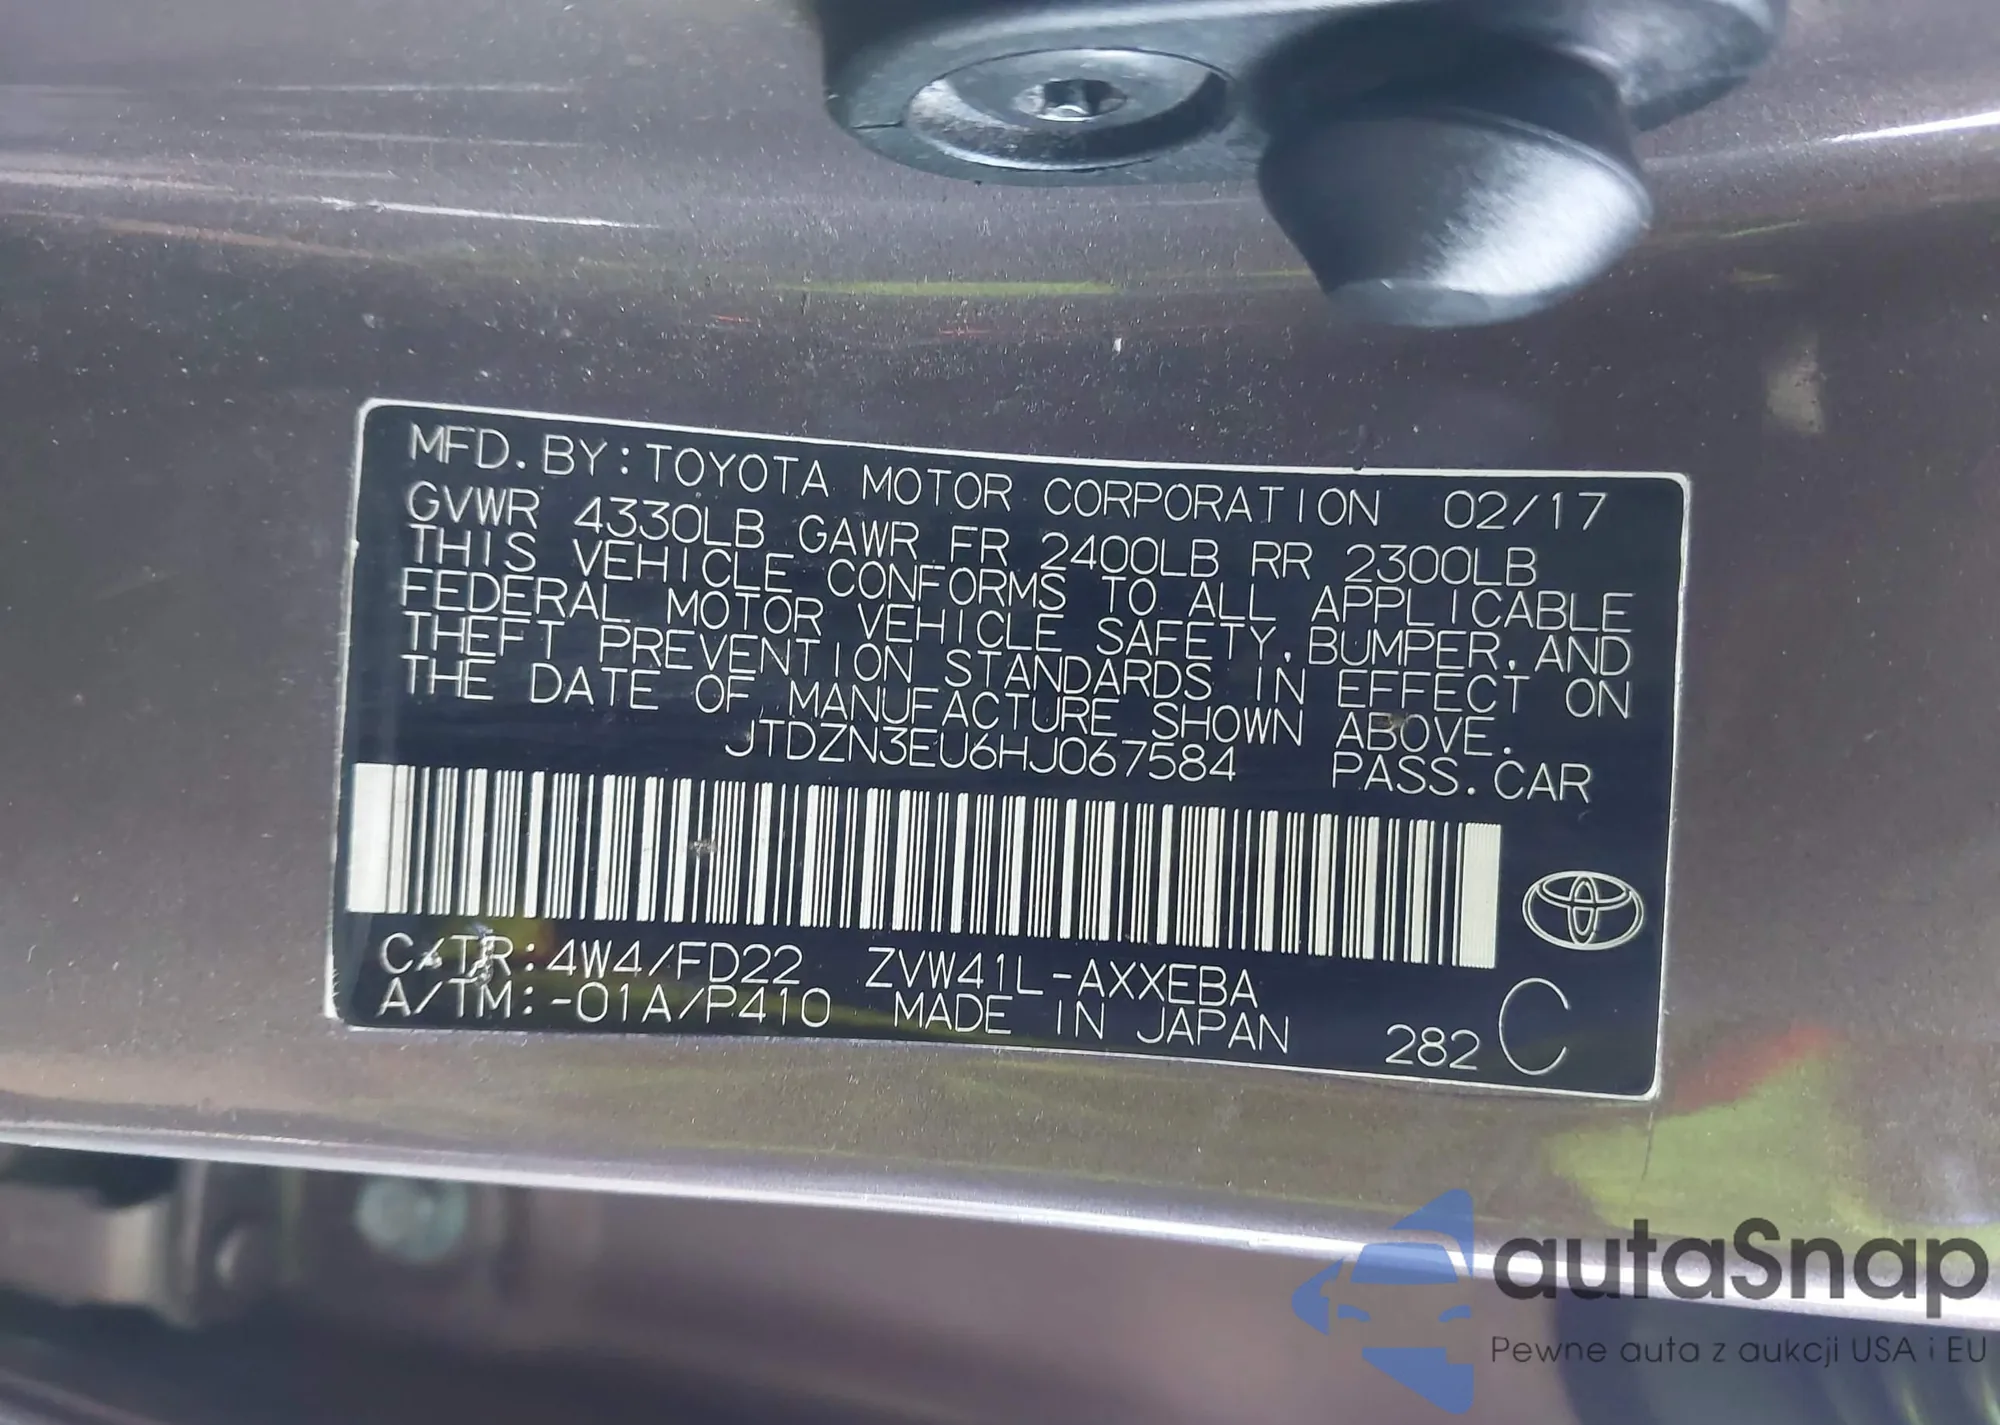 MFD. BY: TOYOTA MOTOR CORPORATION 02/17
GVWR 4330LB GAWR FR 2400LB RR 2300LB
THIS VEHICLE CONFORMS TO ALL APPLICABLE
FEDERAL MOTOR VEHICLE SAFETY, BUMPER, AND
THEFT PREVENTION STANDARDS IN EFFECT ON
THE DATE OF MANUFACTURE SHOWN ABOVE.
JTDZN3EU6HJ067584 PASS. CAR
C/TR: 4W4/FD22 ZVW41L-AXXEBA
A/TM: -01A/P410 MADE IN JAPAN 282 C
autaSnap
Pewne auta z aukcji USA i EU